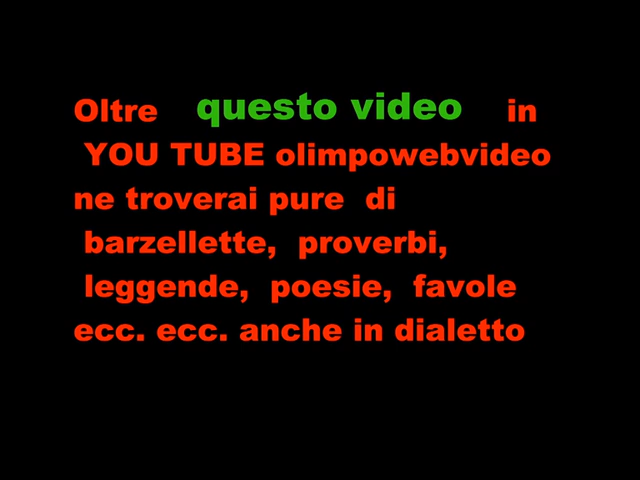 Oltre questo video in
YOU TUBE olimpowebvideo
ne troverai pure di
barzellette, proverbi,
leggende, poesie, favole
ecc. ecc. anche in dialetto